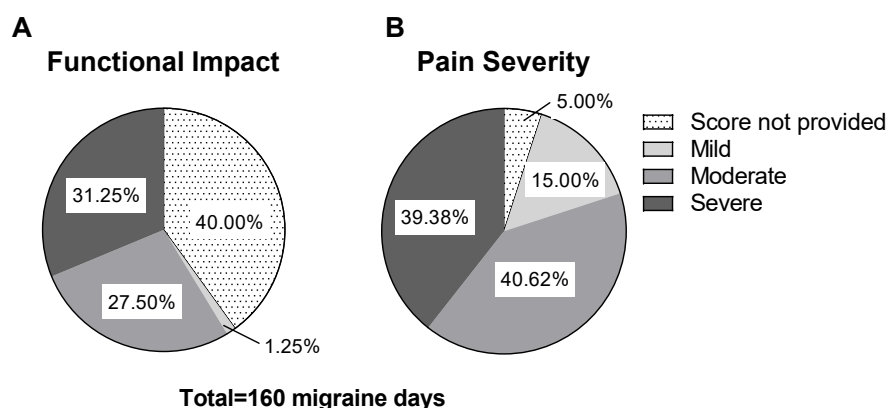 A
Functional Impact
31.25%
40.00%
27.50%
1.25%
B
Pain Severity
5.00%
15.00%
39.38%
40.62%
Score not provided
Mild
Moderate
Severe
Total=160 migraine days